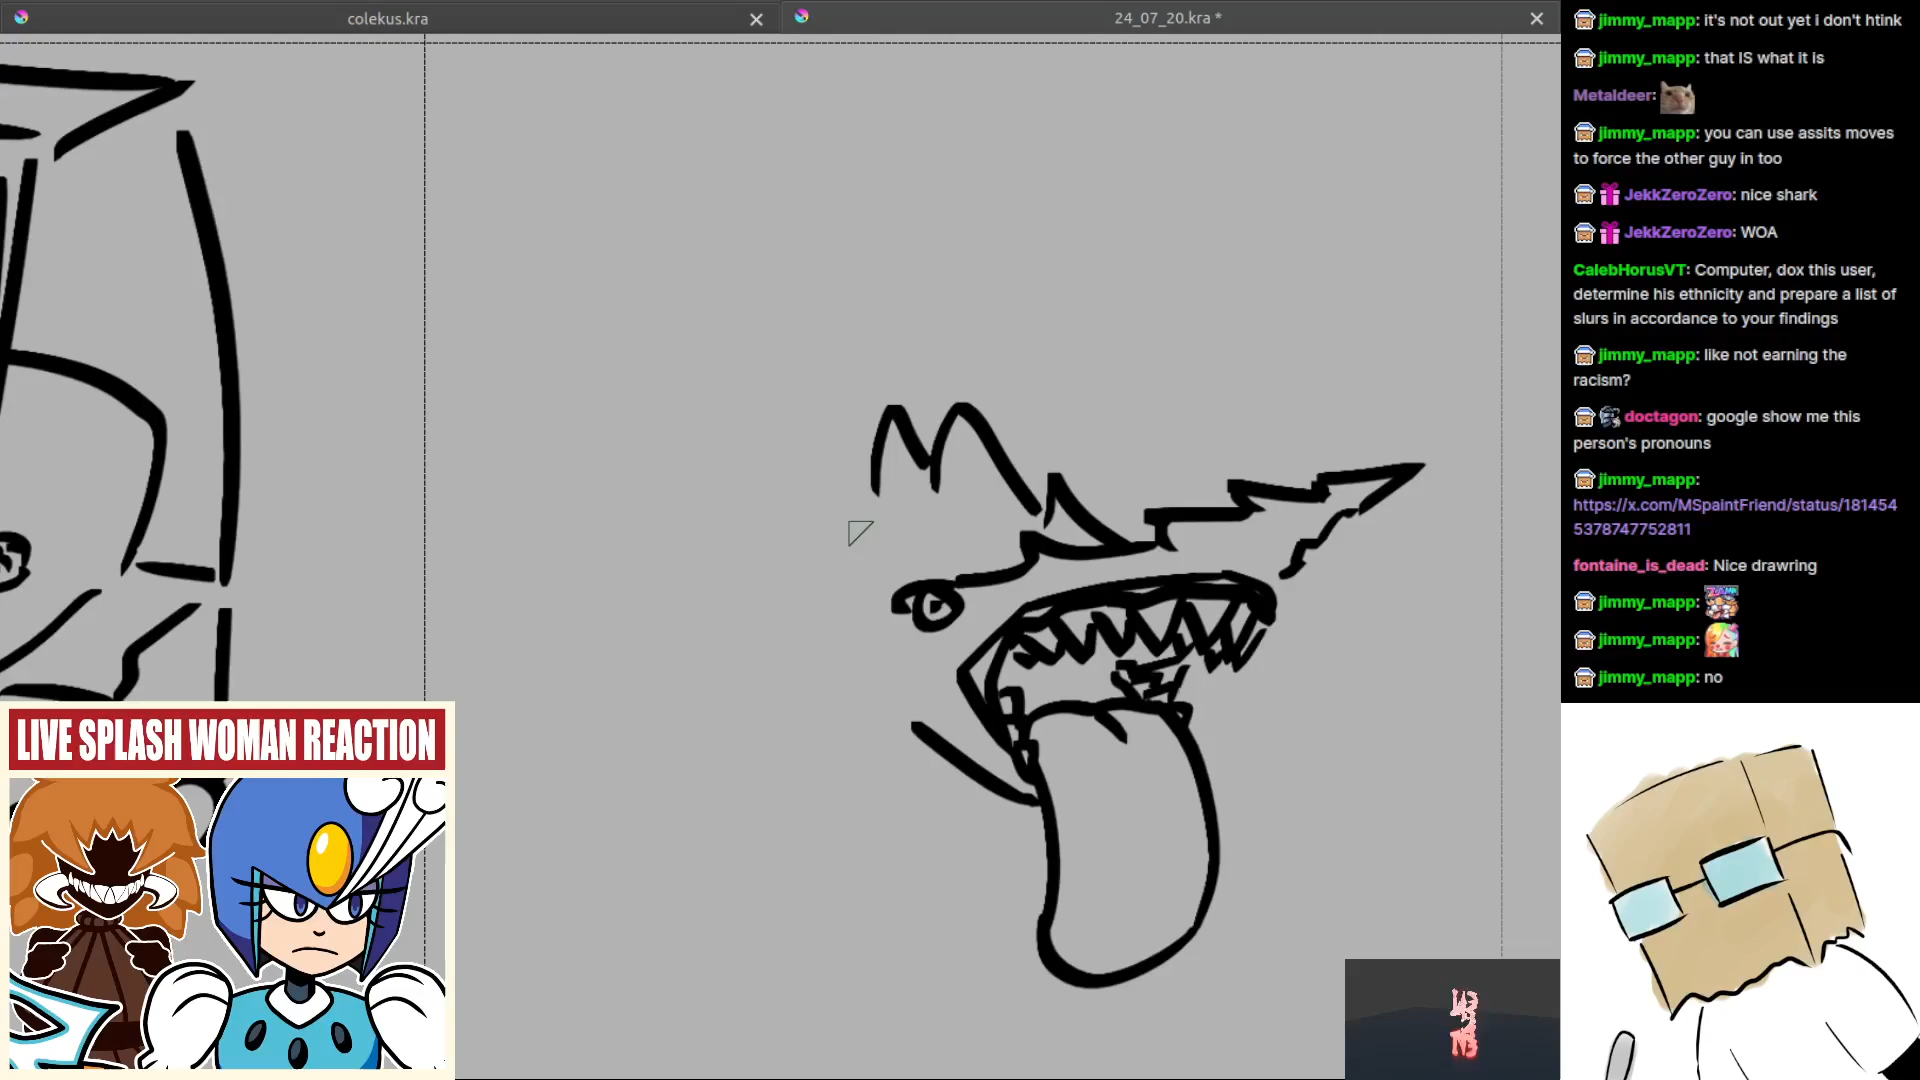 colekus.kra
24_07_20.kra *
jimmy_mapp: it's not out yet i don't htink
jimmy_mapp: that IS what it is
Metaldeer:
jimmy_mapp: you can use assits moves
to force the other guy in too
JekkZeroZero: nice shark
JekkZeroZero: WOA
CalebHorusVT: Computer, dox this user,
determine his ethnicity and prepare a list of
slurs in accordance to your findings
jimmy_mapp: like not earning the
racism?
doctagon: google show me this
person's pronouns
jimmy_mapp:
https://x.com/MSpaintFriend/status/181454
5378747752811
fontaine_is_dead: Nice drawring
jimmy_mapp:
jimmy_mapp:
jimmy_mapp: no
LIVE SPLASH WOMAN REACTION